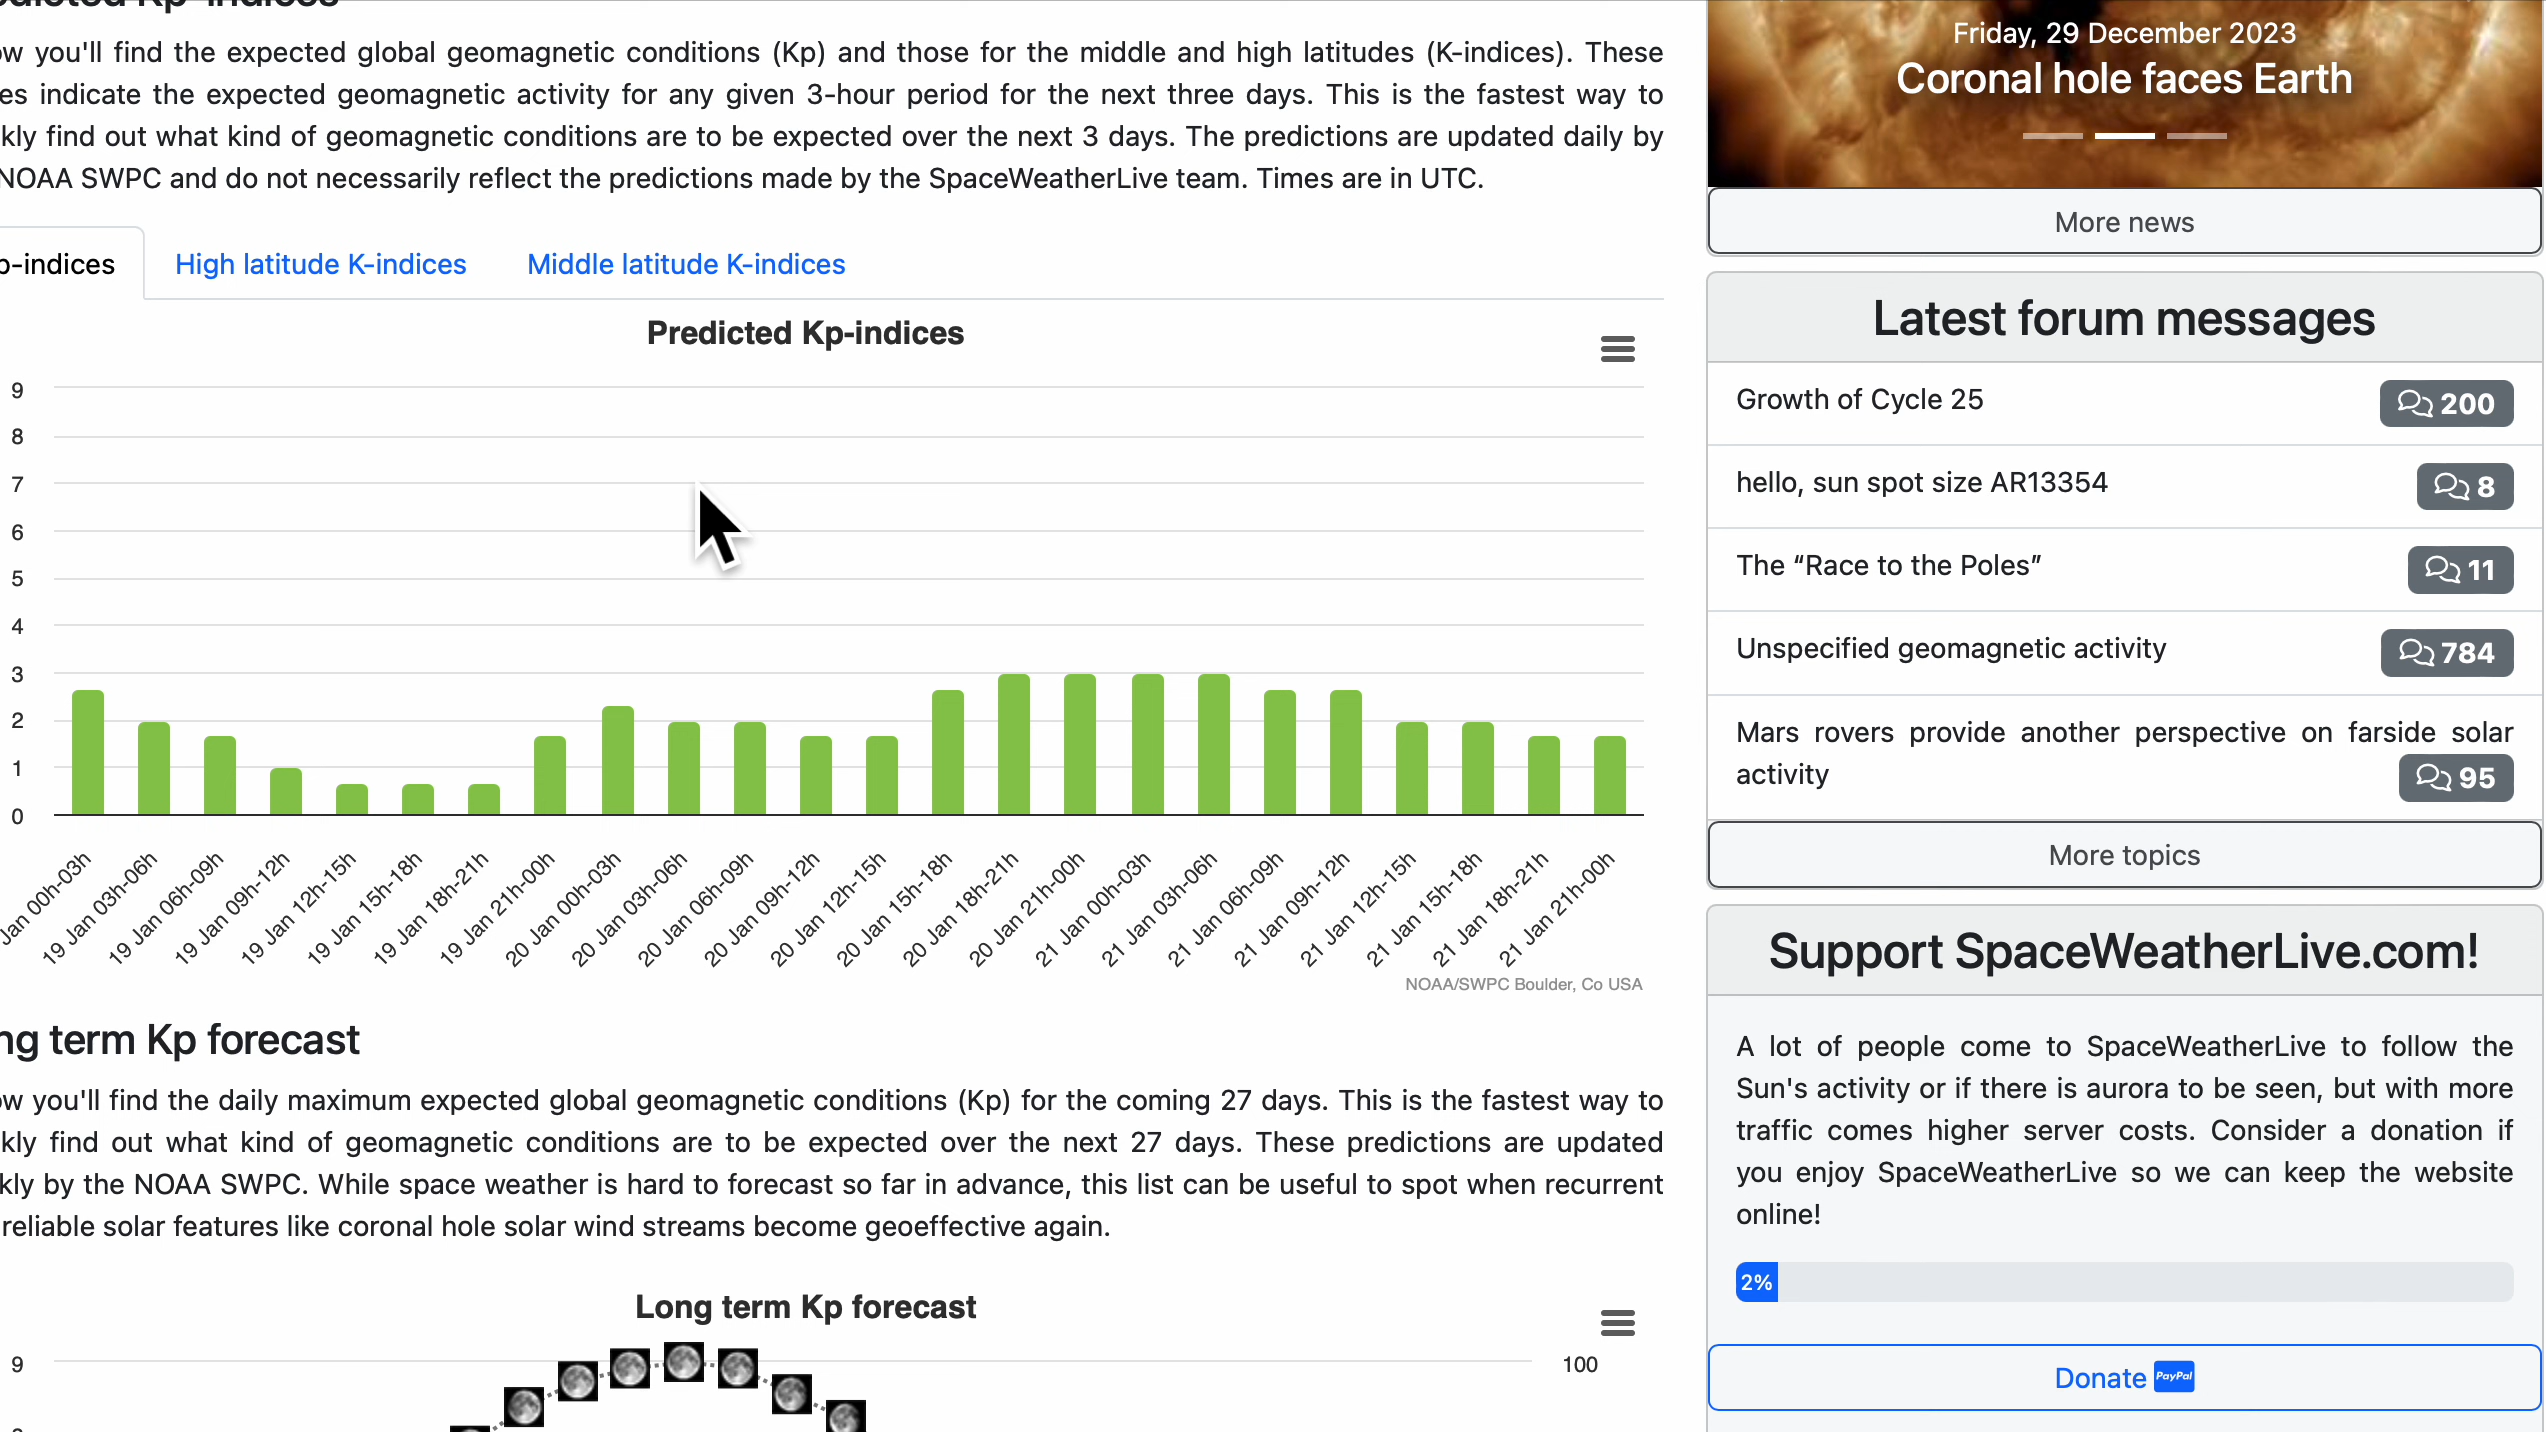 dicted Kp-indices
ow you'll find the expected global geomagnetic conditions (Kp) and those for the middle and high latitudes (K-indices). These
es indicate the expected geomagnetic activity for any given 3-hour period for the next three days. This is the fastest way to
kly find out what kind of geomagnetic conditions are to be expected over the next 3 days. The predictions are updated daily by
NOAA SWPC and do not necessarily reflect the predictions made by the SpaceWeatherLive team. Times are in UTC.
p-indices
High latitude K-indices
Middle latitude K-indices
Predicted Kp-indices
9
8
7
6
5
4
3
2
1
0
Jan 00h-03h
19 Jan 03h-06h
19 Jan 06h-09h
19 Jan 09h-12h
19 Jan 12h-15h
19 Jan 15h-18h
19 Jan 18h-21h
19 Jan 21h-00h
20 Jan 00h-03h
20 Jan 03h-06h
20 Jan 06h-09h
20 Jan 09h-12h
20 Jan 12h-15h
20 Jan 15h-18h
20 Jan 18h-21h
20 Jan 21h-00h
21 Jan 00h-03h
21 Jan 03h-06h
21 Jan 06h-09h
21 Jan 09h-12h
21 Jan 12h-15h
21 Jan 15h-18h
21 Jan 18h-21h
21 Jan 21h-00h
NOAA/SWPC Boulder, Co USA
ng term Kp forecast
ow you'll find the daily maximum expected global geomagnetic conditions (Kp) for the coming 27 days. This is the fastest way to
kly find out what kind of geomagnetic conditions are to be expected over the next 27 days. These predictions are updated
kly by the NOAA SWPC. While space weather is hard to forecast so far in advance, this list can be useful to spot when recurrent
reliable solar features like coronal hole solar wind streams become geoeffective again.
Long term Kp forecast
9
100
Friday, 29 December 2023
Coronal hole faces Earth
More news
Latest forum messages
Growth of Cycle 25
200
hello, sun spot size AR13354
8
The “Race to the Poles”
11
Unspecified geomagnetic activity
784
Mars rovers provide another perspective on farside solar
activity
95
More topics
Support SpaceWeatherLive.com!
A lot of people come to SpaceWeatherLive to follow the
Sun's activity or if there is aurora to be seen, but with more
traffic comes higher server costs. Consider a donation if
you enjoy SpaceWeatherLive so we can keep the website
online!
2%
Donate PayPal